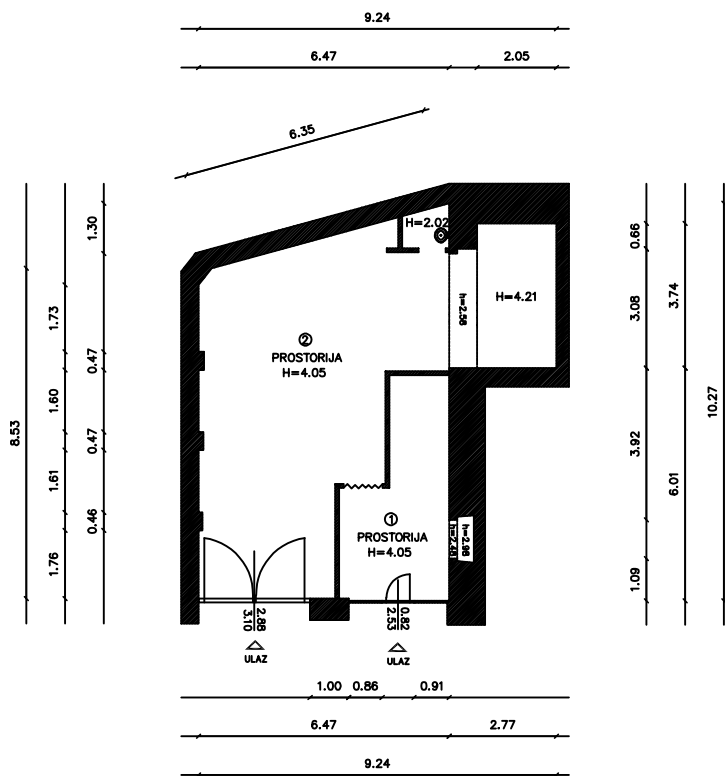 9.24
6.47
2.05
6.35
1.30
1.73
0.47
1.60
0.47
1.61
0.46
1.76
8.53
H=2.02
H=4.21
h=2.56
2
PROSTORIJA
H=4.05
1
PROSTORIJA
H=4.05
h=2.48
h=2.96
0.66
3.08
3.74
3.92
6.01
10.27
1.09
2.88
3.10
ULAZ
0.82
2.53
ULAZ
1.00
0.86
0.91
6.47
2.77
9.24